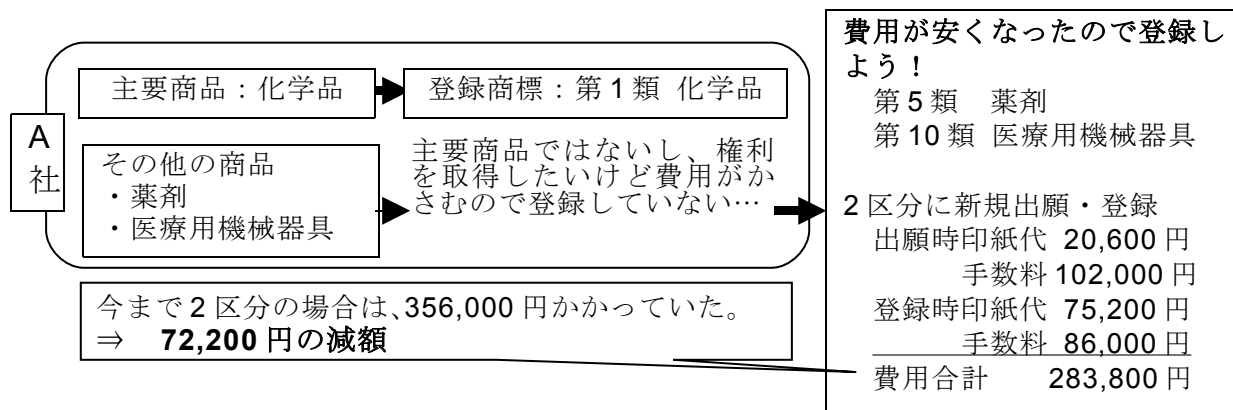 A
社
主要商品：化学品
登録商標：第1類 化学品
その他の商品
・薬剤
・医療用機械器具
主要商品ではないし、権利
を取得したいけど費用がか
さむので登録していない…
今まで2区分の場合は、356,000円かかっていた。
⇒ 72,200円の減額
費用が安くなったので登録し
よう！
第5類 薬剤
第10類 医療用機械器具
2区分に新規出願・登録
出願時印紙代 20,600円
手数料 102,000円
登録時印紙代 75,200円
手数料 86,000円
費用合計 283,800円